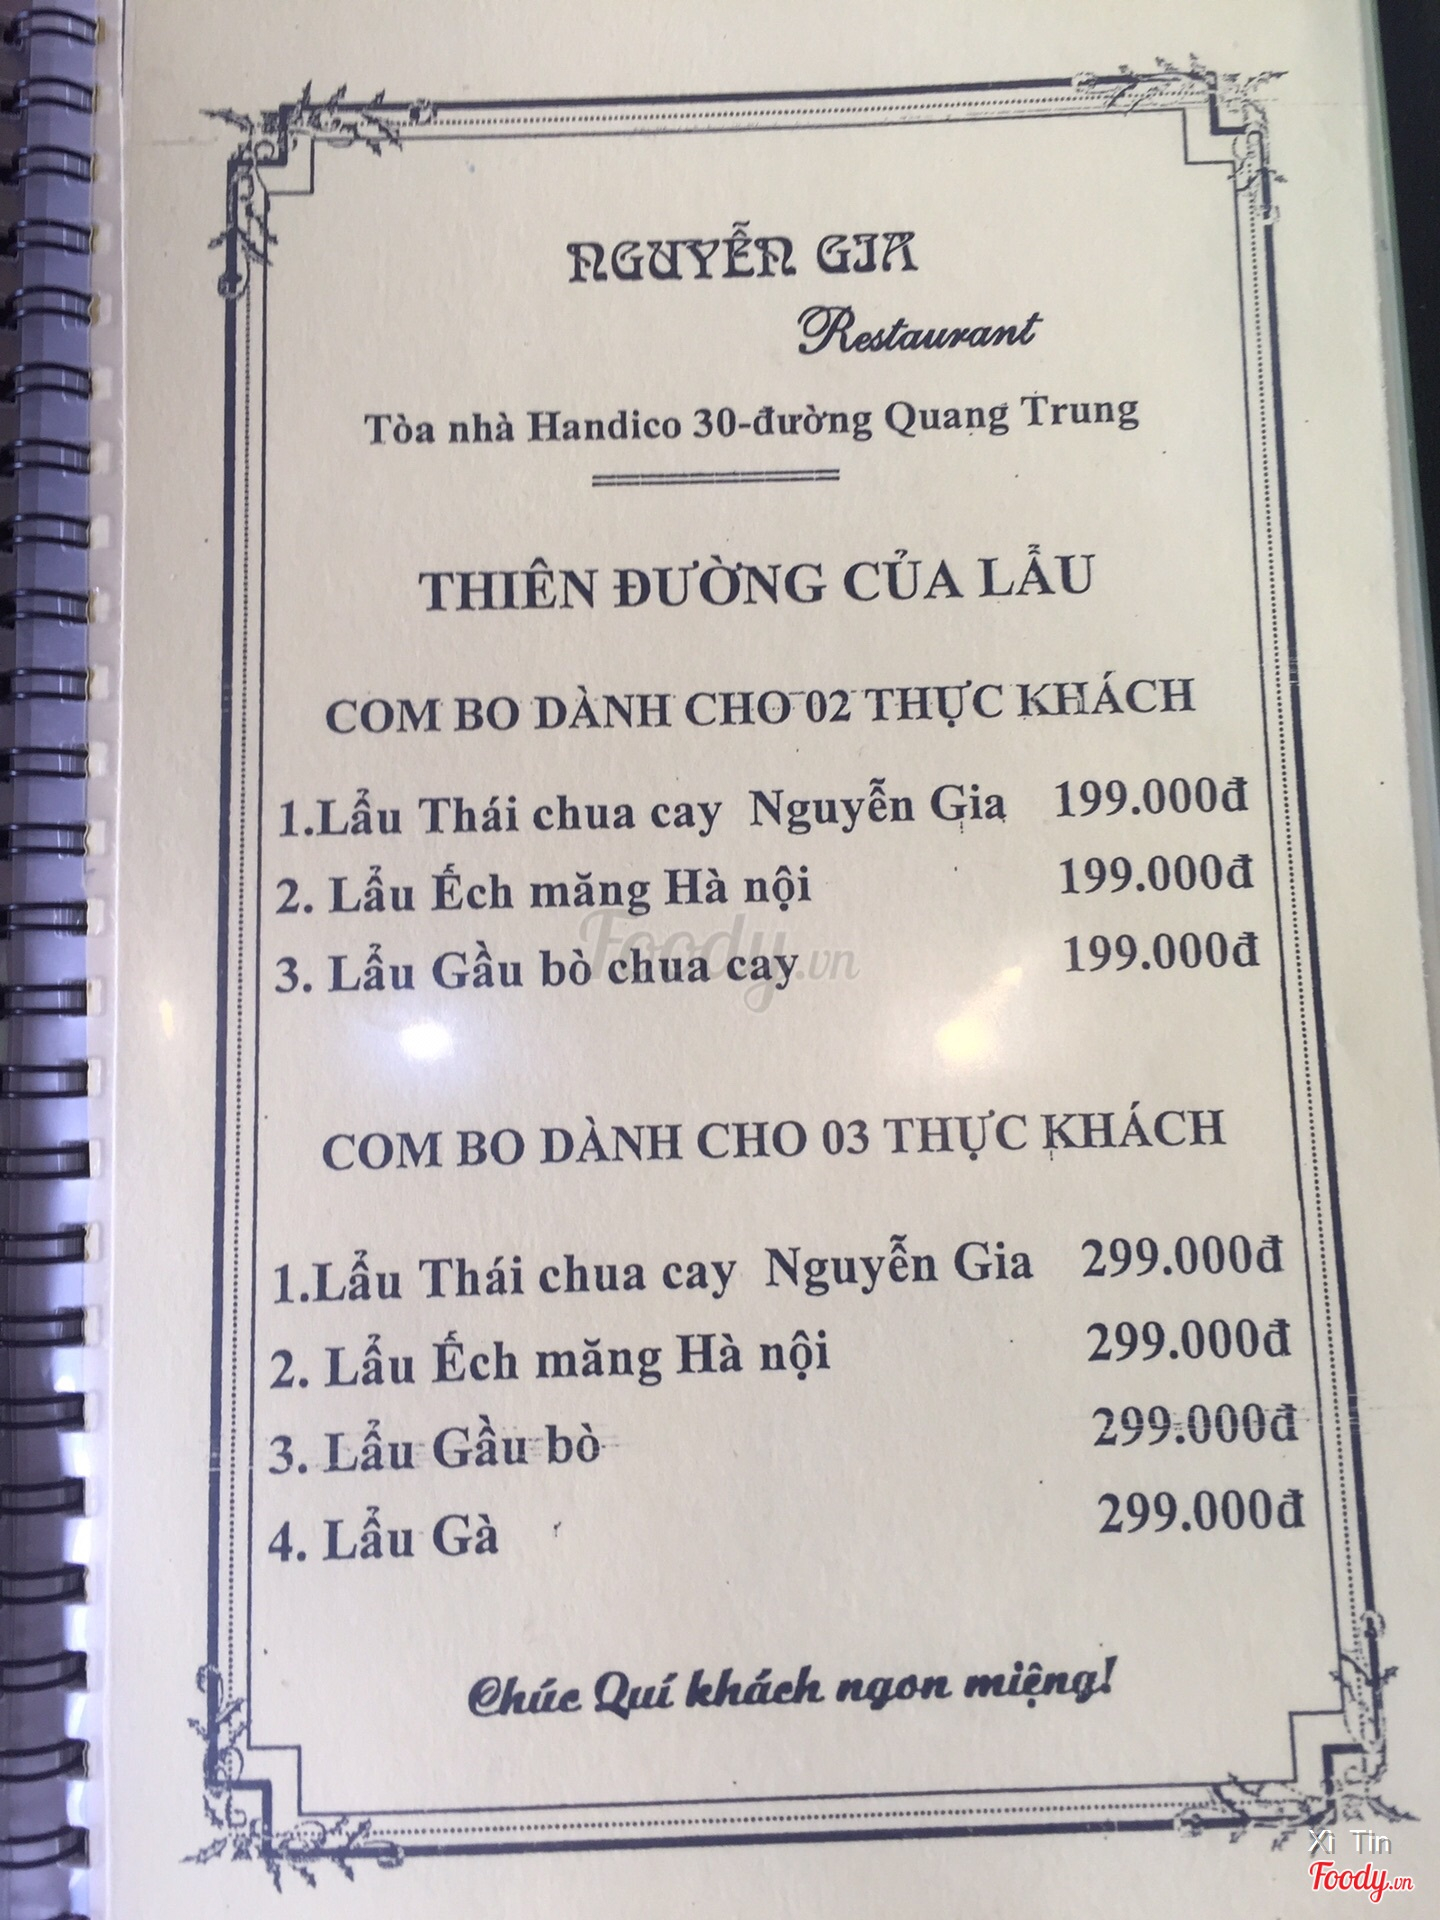 NGUYỄN GIA
Restaurant
Tòa nhà Handico 30-đường Quang Trung
THIÊN ĐƯỜNG CỦA LẨU
COM BO DÀNH CHO 02 THỰC KHÁCH
1.Lẩu Thái chua cay Nguyễn Gia 199.000đ
2. Lẩu Ếch măng Hà nội 199.000đ
3. Lẩu Gầu bò chua cay 199.000đ
Foody.vn
COM BO DÀNH CHO 03 THỰC KHÁCH
1.Lẩu Thái chua cay Nguyễn Gia 299.000đ
2. Lẩu Ếch măng Hà nội 299.000đ
3. Lẩu Gầu bò 299.000đ
4. Lẩu Gà 299.000đ
Chúc Quí khách ngon miệng!
Xì Tin
Foody.vn